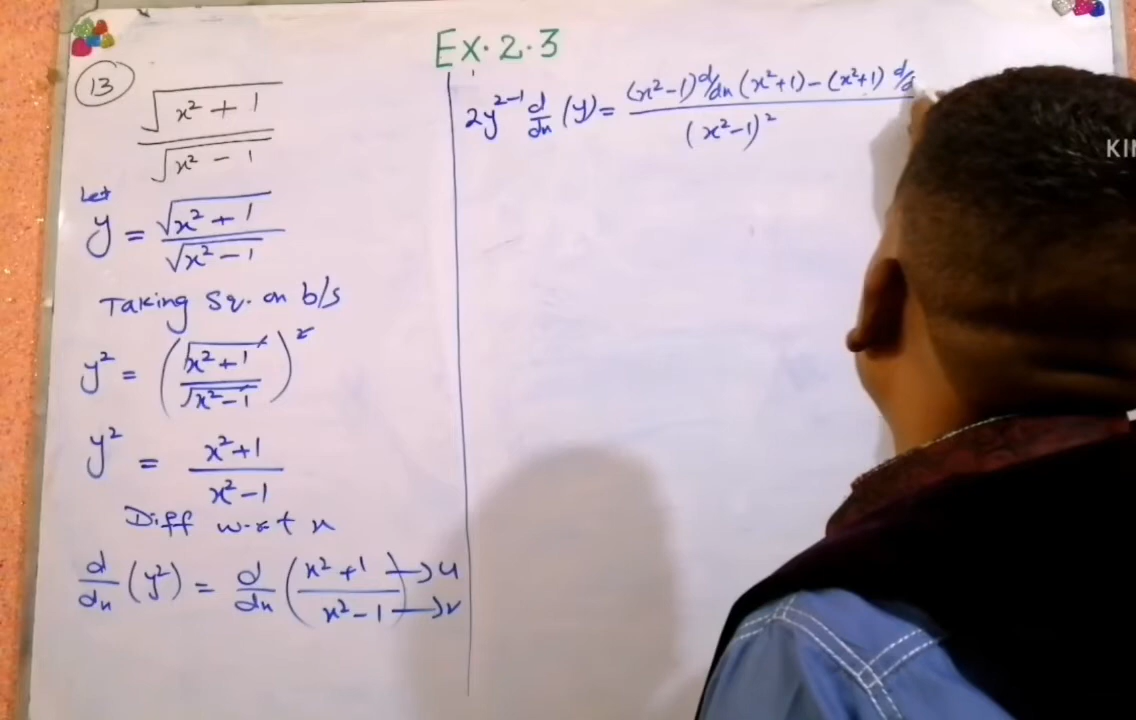 Ex. 2.3
13
√x² + 1
√x² - 1
Let
y = √x² + 1 / √x² - 1
Taking Sq. on b/s
y² = (√x² + 1 / √x² - 1)²
y² = x²+1 / x²-1
Diff w.r.t x
d/dx (y²) = d/dx (x² + 1 → u / x² - 1 → v)
2y²⁻¹ d/dx (y) = (x²-1) d/dx (x²+1) - (x²+1) d/d
(x²-1)²
KIN